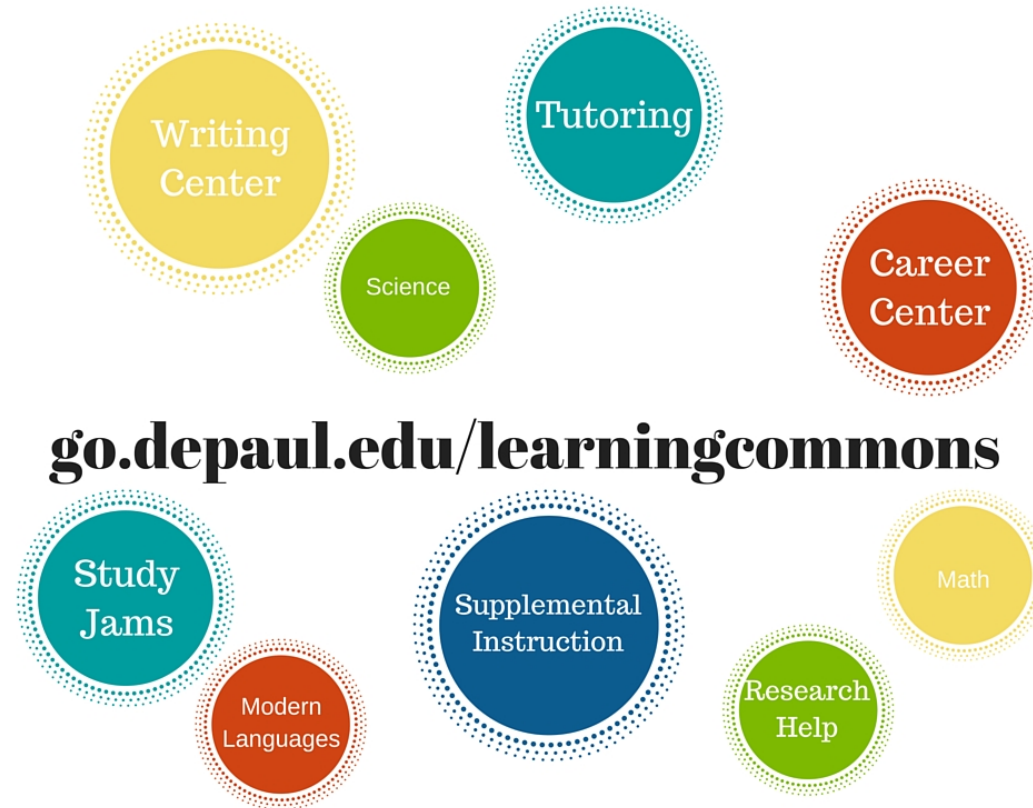 Writing
Center
Tutoring
Science
Career
Center
go.depaul.edu/learningcommons
Study
Jams
Supplemental
Instruction
Math
Modern
Languages
Research
Help